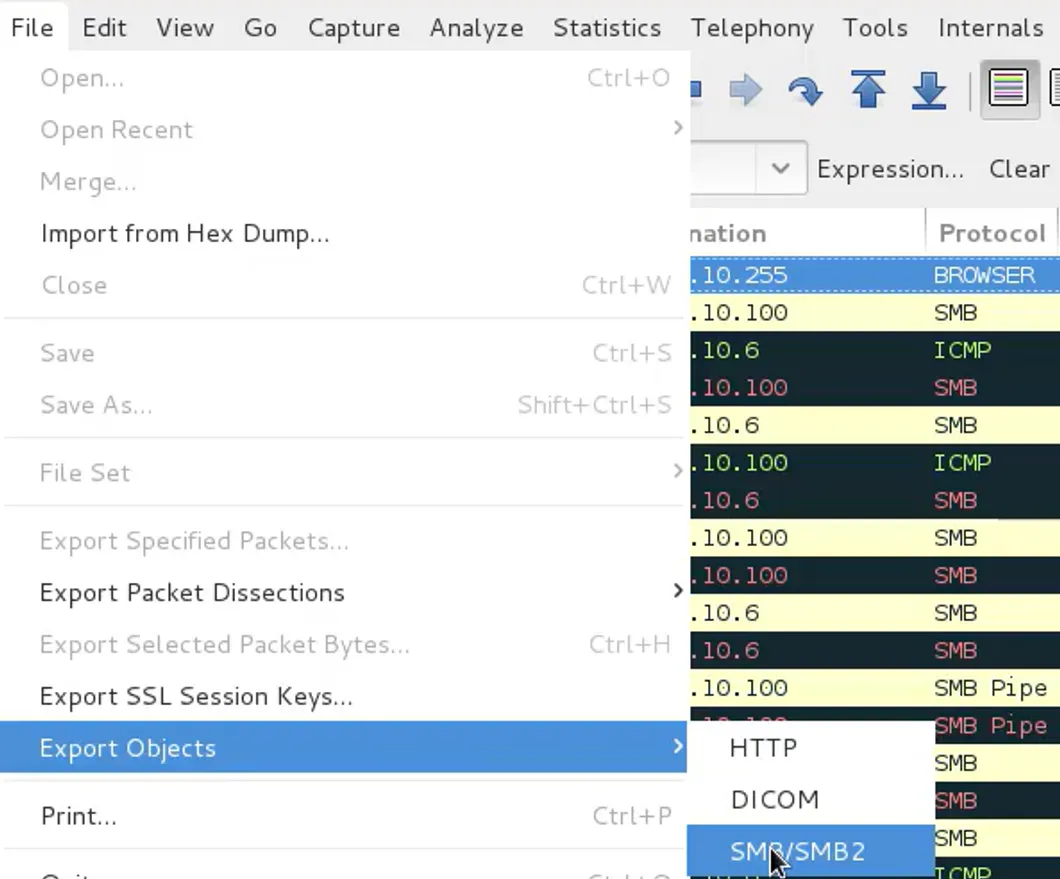 File Edit View Go Capture Analyze Statistics Telephony Tools Internals
Open... Ctrl+O
Open Recent
Merge... Expression... Clear
Import from Hex Dump... nation Protocol
Close Ctrl+W .10.255 BROWSER
.10.100 SMB
Save Ctrl+S .10.6 ICMP
Save As... Shift+Ctrl+S .10.100 SMB
.10.6 SMB
File Set .10.100 ICMP
.10.6 SMB
Export Specified Packets... .10.100 SMB
Export Packet Dissections .10.100 SMB
.10.6 SMB
Export Selected Packet Bytes... Ctrl+H .10.6 SMB
Export SSL Session Keys... .10.100 SMB Pipe
.10.100 SMB Pipe
Export Objects HTTP SMB
DICOM SMB
Print... Ctrl+P SMB
SMB/SMB2
ICMP